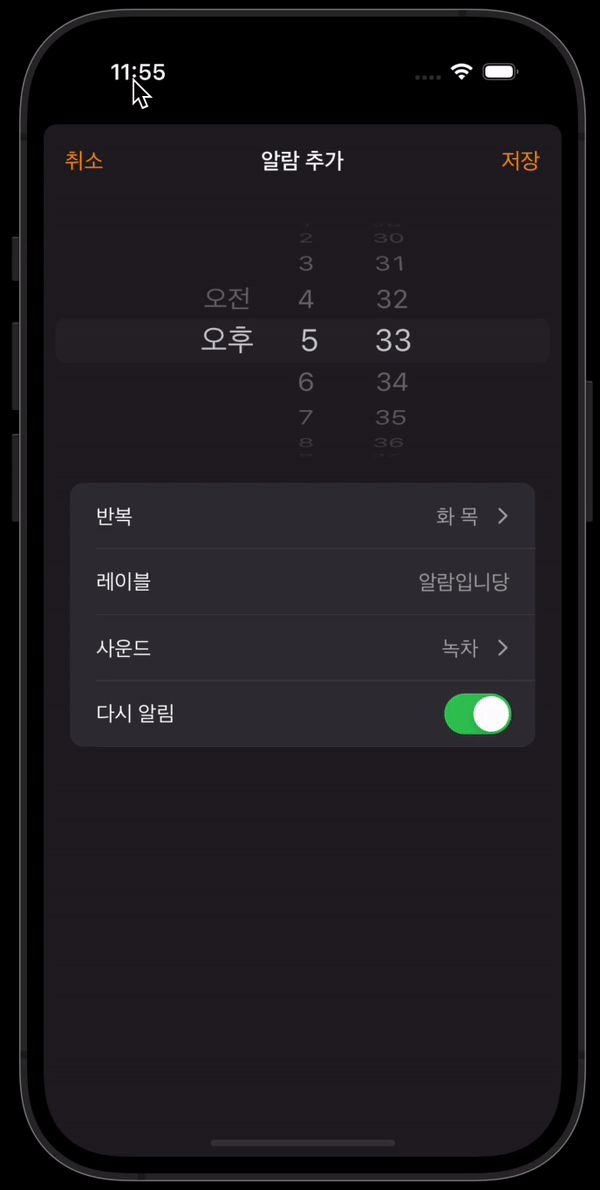 11:55
취소 알람 추가 저장
2 30
3 31
오전 4 32
오후 5 33
6 34
7 35
8 36
반복 화 목
레이블 알람입니당
사운드 녹차
다시 알림